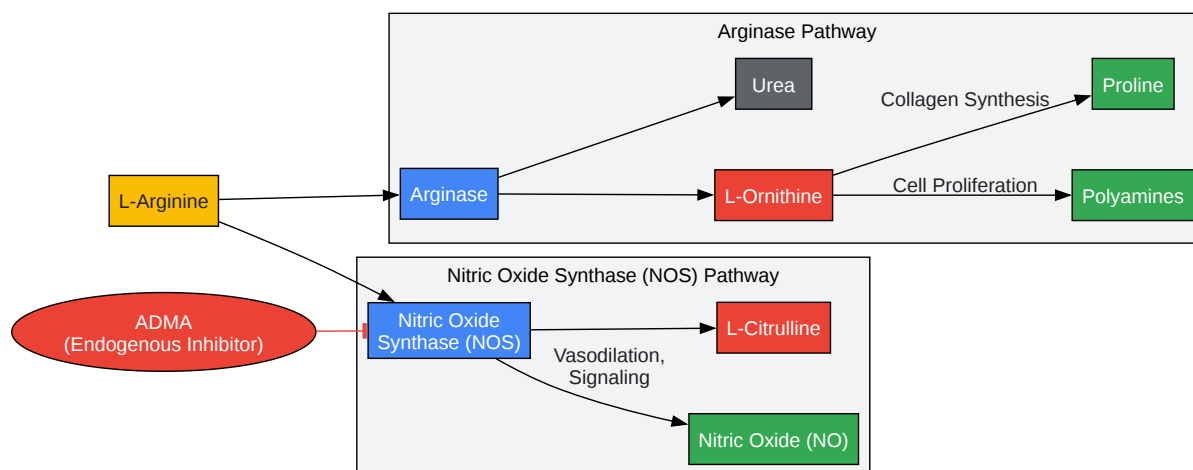 Arginase Pathway
Urea
Collagen Synthesis
Proline
L-Arginine
Arginase
L-Ornithine
Cell Proliferation
Polyamines
Nitric Oxide Synthase (NOS) Pathway
ADMA
(Endogenous Inhibitor)
Nitric Oxide
Synthase (NOS)
L-Citrulline
Vasodilation,
Signaling
Nitric Oxide (NO)